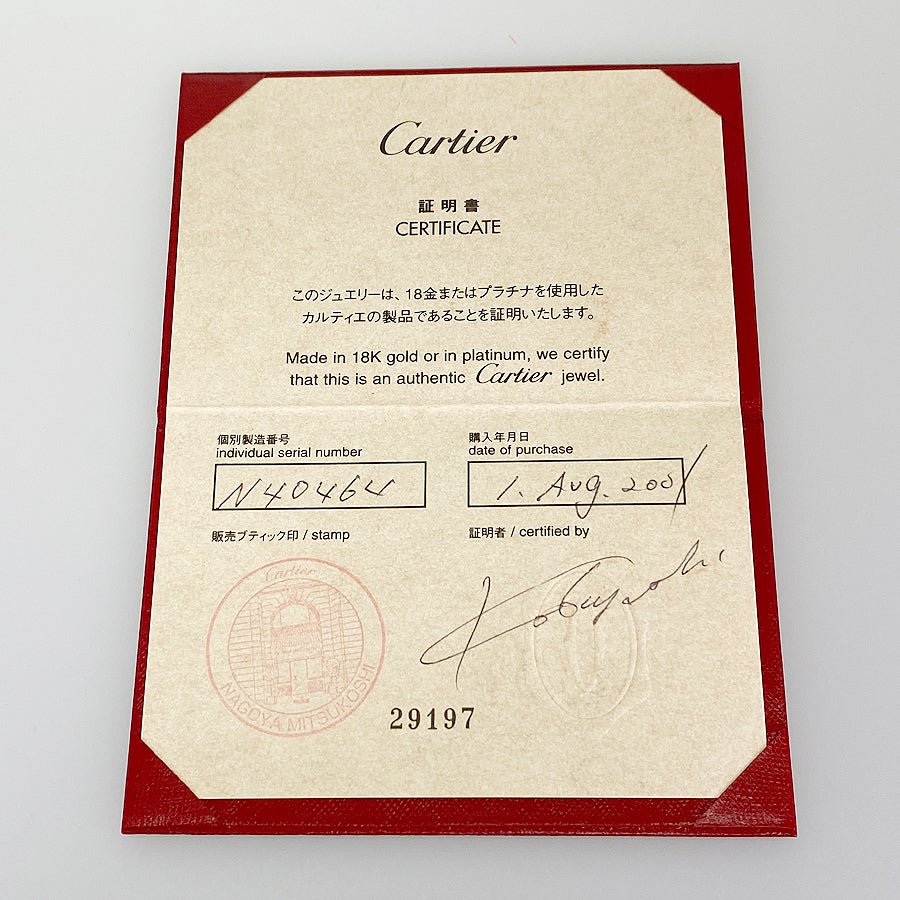 Cartier
証明書
CERTIFICATE
このジュエリーは、18金またはプラチナを使用した
カルティエの製品であることを証明いたします。
Made in 18K gold or in platinum, we certify
that this is an authentic Cartier jewel.
個別製造番号
individual serial number
N40464
購入年月日
date of purchase
1. Aug. 2001
販売ブティック印 / stamp
証明者 / certified by
Cartier
NAGOYA MITSUKOSHI
29197